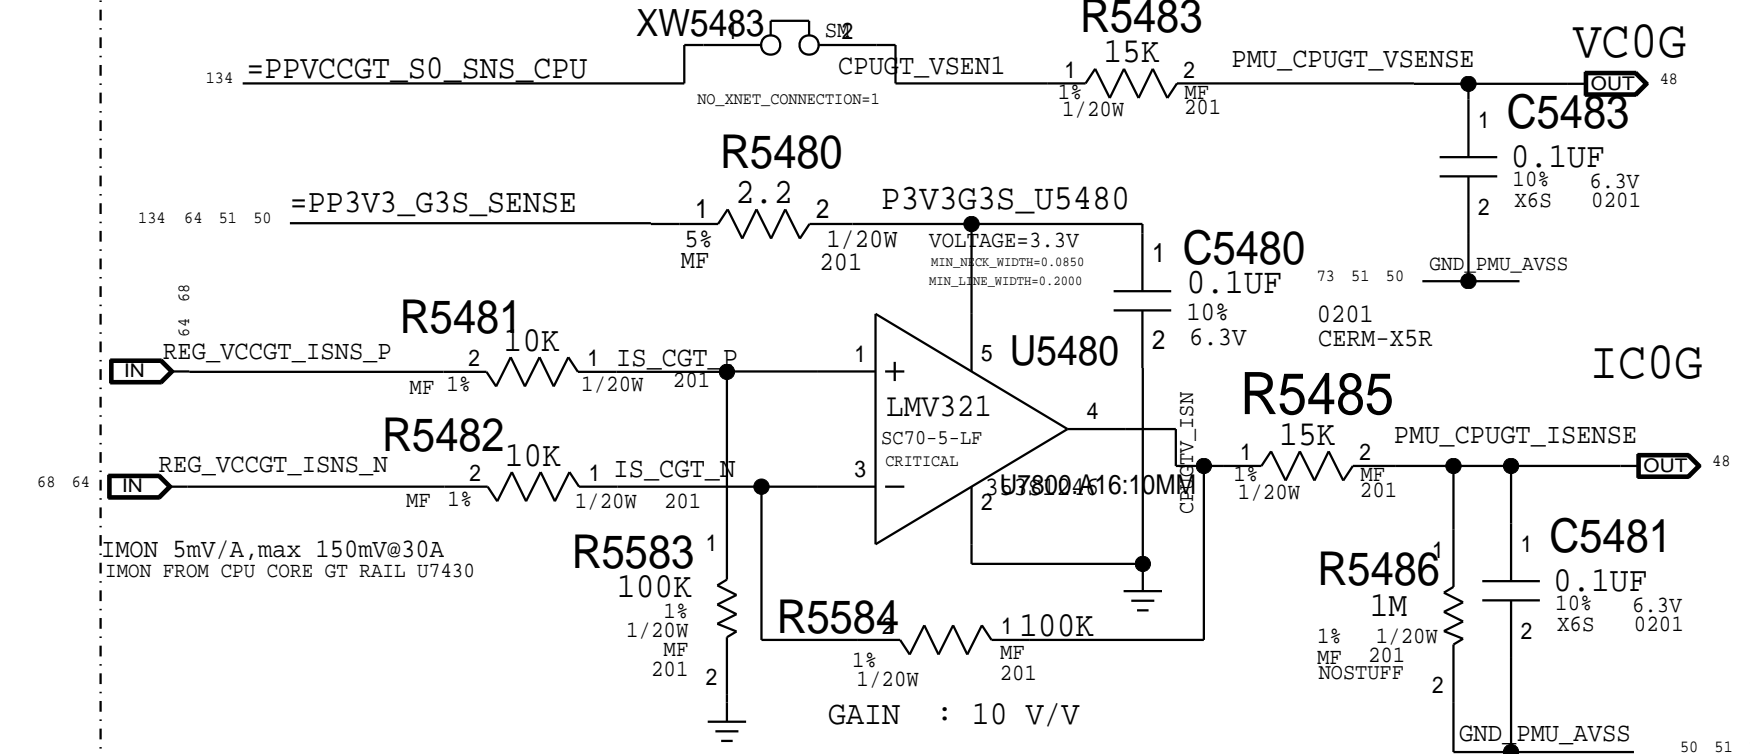 XW5483
1
SM
2
R5483
15K
VC0G
134
=PPVCCGT_S0_SNS_CPU
CPUGT_VSEN1
1
2
PMU_CPUGT_VSENSE
OUT
48
NO_XNET_CONNECTION=1
1%
1/20W
MF
201
C5483
1
0.1UF
10%
6.3V
X6S
0201
2
R5480
2.2
134 64 51 50
=PP3V3_G3S_SENSE
1
2
P3V3G3S_U5480
5%
MF
1/20W
201
VOLTAGE=3.3V
MIN_NECK_WIDTH=0.0850
MIN_LINE_WIDTH=0.2000
1
C5480
0.1UF
10%
6.3V
2
0201
CERM-X5R
73 51 50
GND_PMU_AVSS
64 68
R5481
10K
REG_VCCGT_ISNS_P
IN
2
1
IS_CGT_P
MF 1%
1/20W
201
1
+
5
U5480
LMV321
SC70-5-LF
CRITICAL
4
3
−
2
U7800.A16:10MM
CPUGTV_ISN
IC0G
R5485
15K
1
2
PMU_CPUGT_ISENSE
OUT
48
1%
1/20W
MF
201
R5482
10K
68 64
IN
REG_VCCGT_ISNS_N
2
1
IS_CGT_N
MF 1%
1/20W
201
IMON 5mV/A,max 150mV@30A
IMON FROM CPU CORE GT RAIL U7430
R5583
1
100K
1%
1/20W
MF
201
2
R5584
2
1
100K
1%
1/20W
MF
201
GAIN : 10 V/V
R5486
1
1M
1%
1/20W
MF
201
NOSTUFF
2
C5481
1
0.1UF
10%
6.3V
X6S
0201
2
GND_PMU_AVSS
50 51